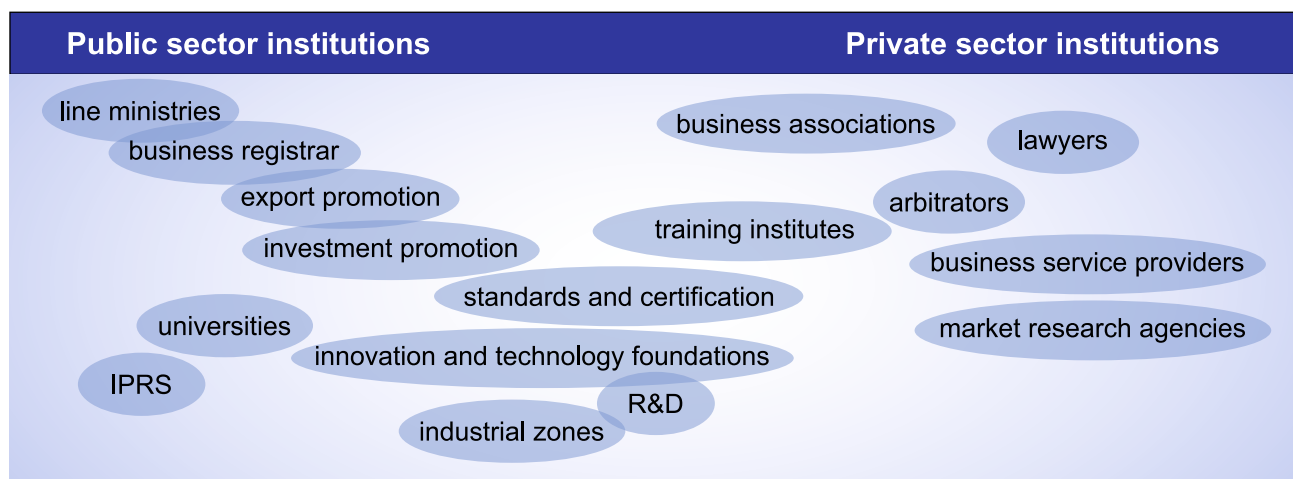 Public sector institutions
Private sector institutions
line ministries
business registrar
export promotion
investment promotion
universities
IPRS
business associations
lawyers
arbitrators
training institutes
business service providers
standards and certification
market research agencies
innovation and technology foundations
R&D
industrial zones